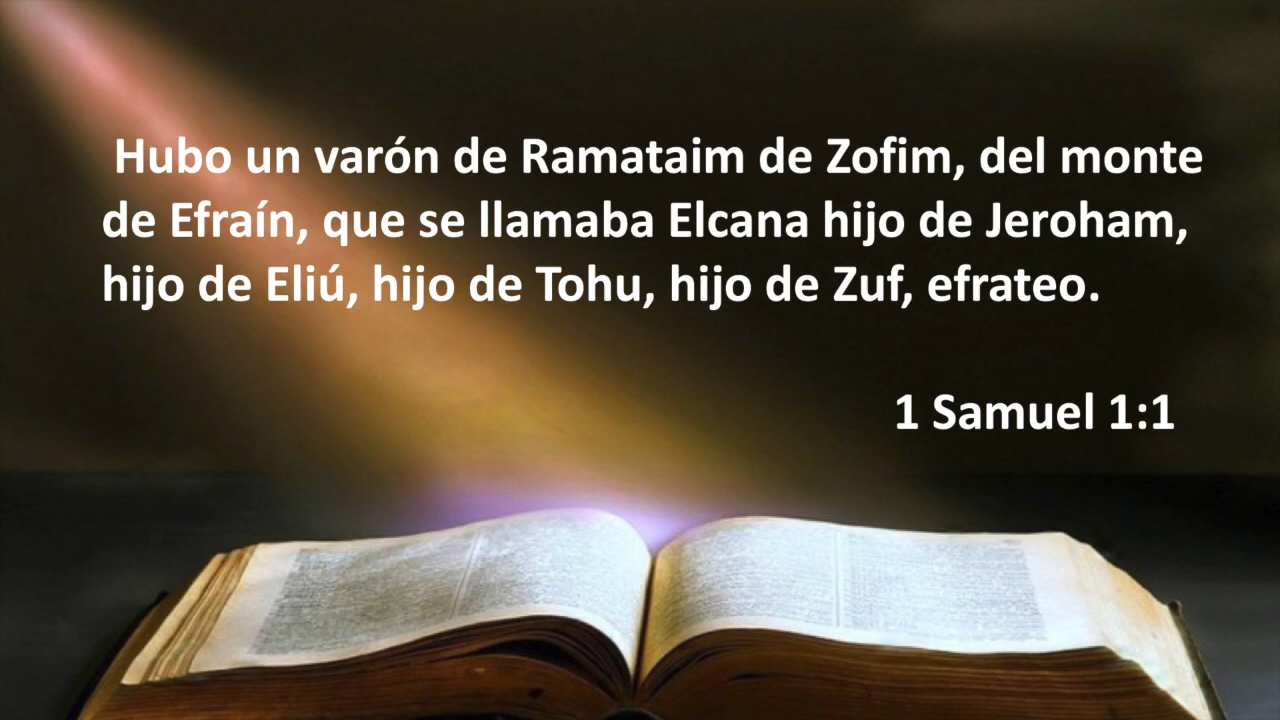 Hubo un varón de Ramataim de Zofim, del monte
de Efraín, que se llamaba Elcana hijo de Jeroham,
hijo de Eliú, hijo de Tohu, hijo de Zuf, efrateo.
1 Samuel 1:1